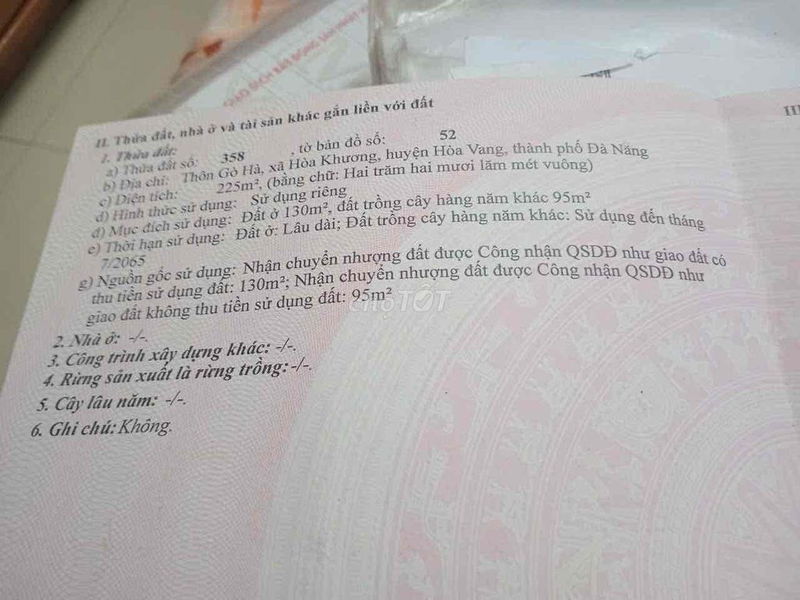 II. Thửa đất, nhà ở và tài sản khác gắn liền với đất
1. Thửa đất:
a) Thửa đất số: 358 , tờ bản đồ số: 52
b) Địa chỉ: Thôn Gò Hà, xã Hòa Khương, huyện Hòa Vang, thành phố Đà Nẵng
c) Diện tích: 225m², (bằng chữ: Hai trăm hai mươi lăm mét vuông)
d) Hình thức sử dụng: Sử dụng riêng
đ) Mục đích sử dụng: Đất ở 130m², đất trồng cây hàng năm khác 95m²
e) Thời hạn sử dụng: Đất ở: Lâu dài; Đất trồng cây hàng năm khác: Sử dụng đến tháng
7/2065
g) Nguồn gốc sử dụng: Nhận chuyển nhượng đất được Công nhận QSDĐ như giao đất có
thu tiền sử dụng đất: 130m²; Nhận chuyển nhượng đất được Công nhận QSDĐ như
giao đất không thu tiền sử dụng đất: 95m²
2. Nhà ở: -/-.
3. Công trình xây dựng khác: -/-.
4. Rừng sản xuất là rừng trồng: -/-.
5. Cây lâu năm: -/-.
6. Ghi chú: Không.
III
chợTỐT